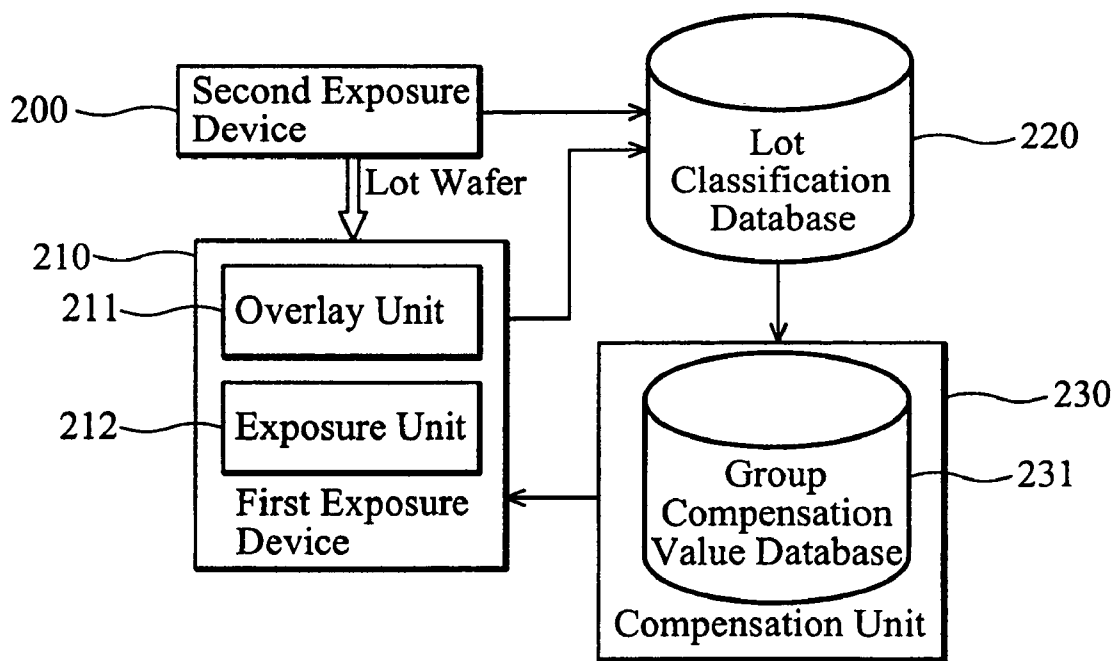 200
Second Exposure
Device
Lot Wafer
Lot
Classification
Database
220
210
211
Overlay Unit
212
Exposure Unit
First Exposure
Device
Group
Compensation
Value Database
Compensation Unit
230
231